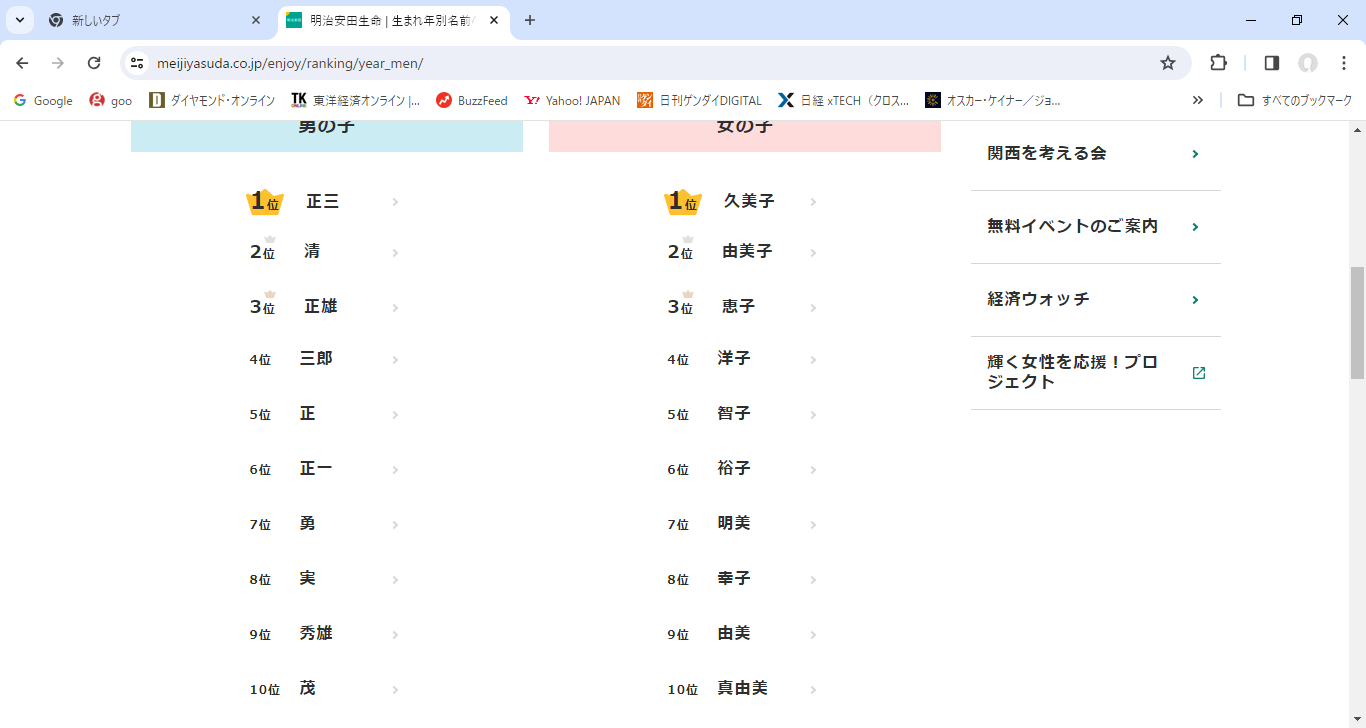 新しいタブ
明治安田生命 | 生まれ年別名前
meijiyasuda.co.jp/enjoy/ranking/year_men/
Google
goo
ダイヤモンド・オンライン
東洋経済オンライン |...
BuzzFeed
Yahoo! JAPAN
日刊ゲンダイDIGITAL
日経 xTECH（クロス...
オスカー・ケイナー／ジョ...
すべてのブックマーク
男の子
1位 正三
2位 清
3位 正雄
4位 三郎
5位 正
6位 正一
7位 勇
8位 実
9位 秀雄
10位 茂
女の子
1位 久美子
2位 由美子
3位 恵子
4位 洋子
5位 智子
6位 裕子
7位 明美
8位 幸子
9位 由美
10位 真由美
関西を考える会
無料イベントのご案内
経済ウォッチ
輝く女性を応援！プロ
ジェクト